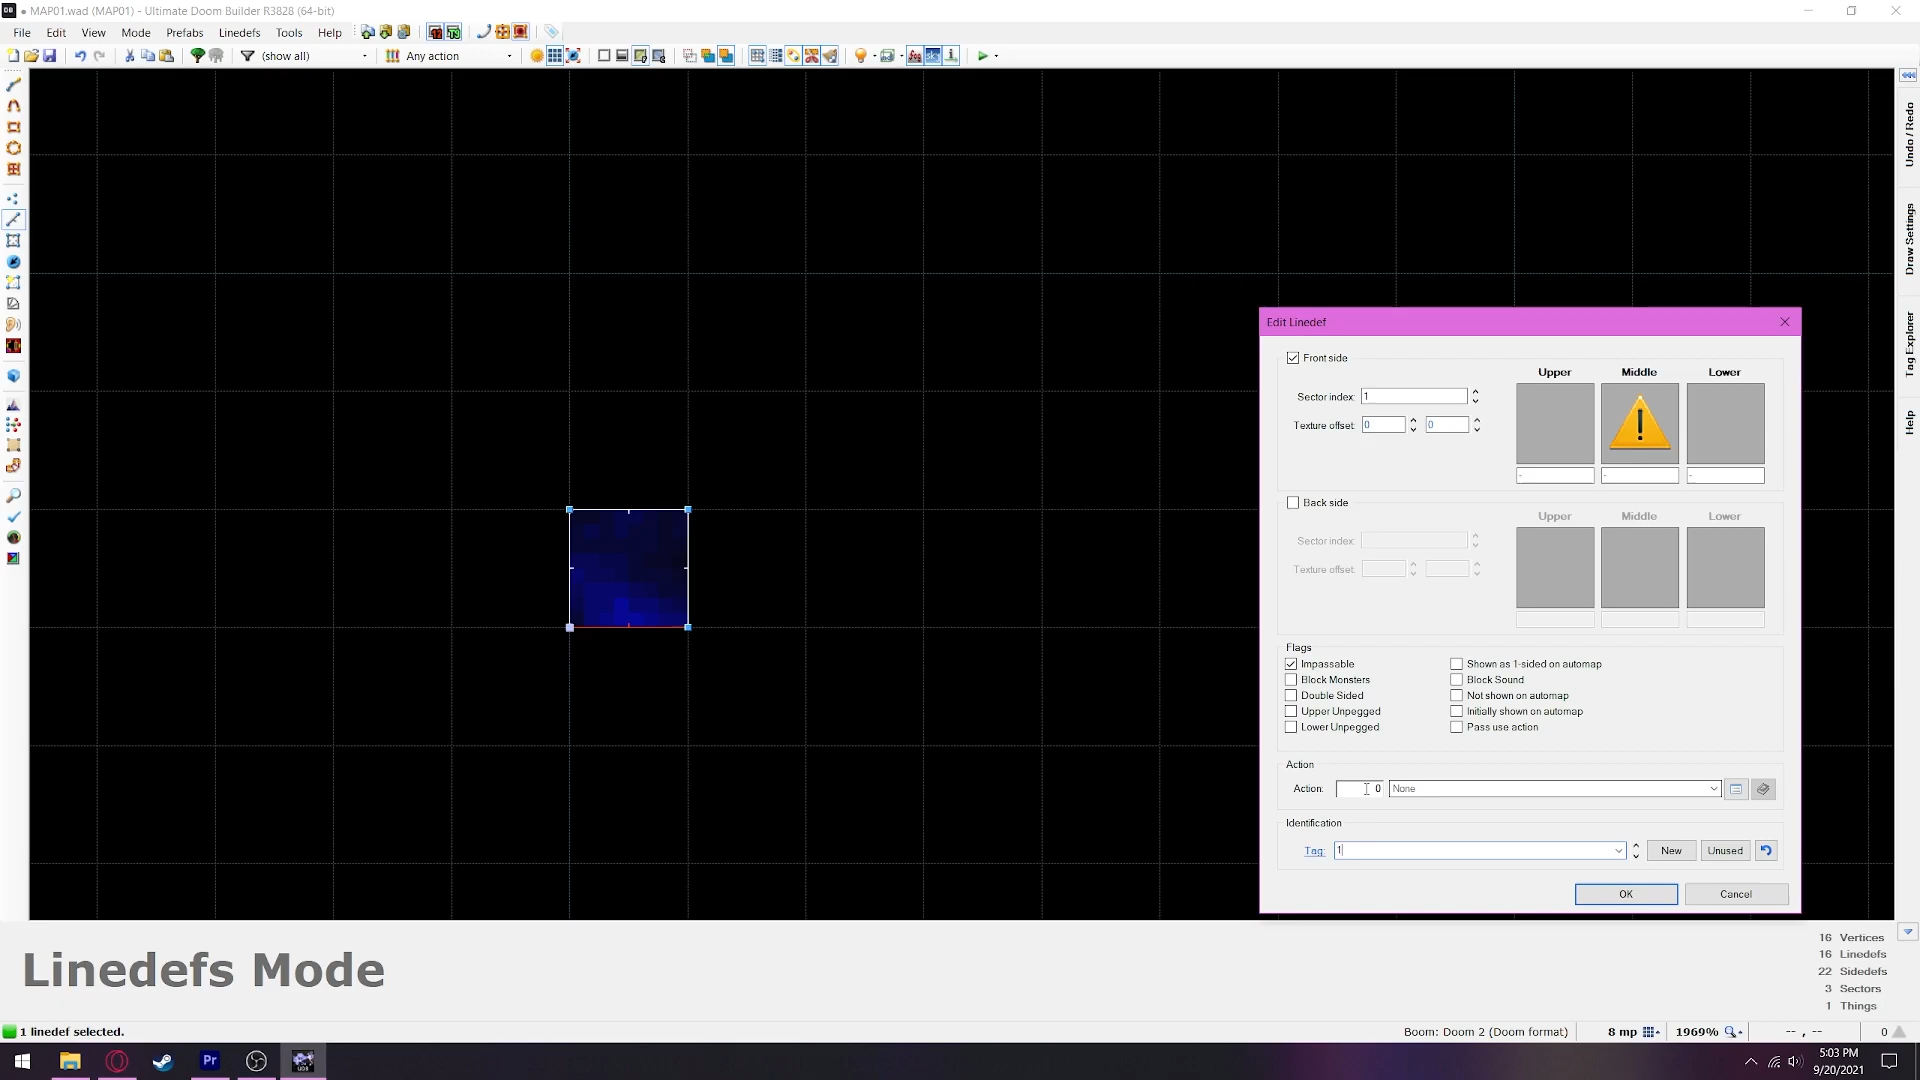 MAP01.wad (MAP01) - Ultimate Doom Builder R3828 (64-bit)
File Edit View Mode Prefabs Linedefs Tools Help
(show all) Any action
Undo / Redo
Draw Settings
Tag Explorer
Help
Edit Linedef
Front side
Upper Middle Lower
Sector index: 1
Texture offset: 0 0
- - -
Back side
Upper Middle Lower
Sector index:
Texture offset:
Flags
Impassable Shown as 1-sided on automap
Block Monsters Block Sound
Double Sided Not shown on automap
Upper Unpegged Initially shown on automap
Lower Unpegged Pass use action
Action
Action: 0 None
Identification
Tag: 1 New Unused
OK Cancel
Linedefs Mode
16 Vertices
16 Linedefs
22 Sidedefs
3 Sectors
1 Things
1 linedef selected.
Boom: Doom 2 (Doom format) 8 mp 1969% -- , -- 0
Pr
UDB
5:03 PM
9/20/2021